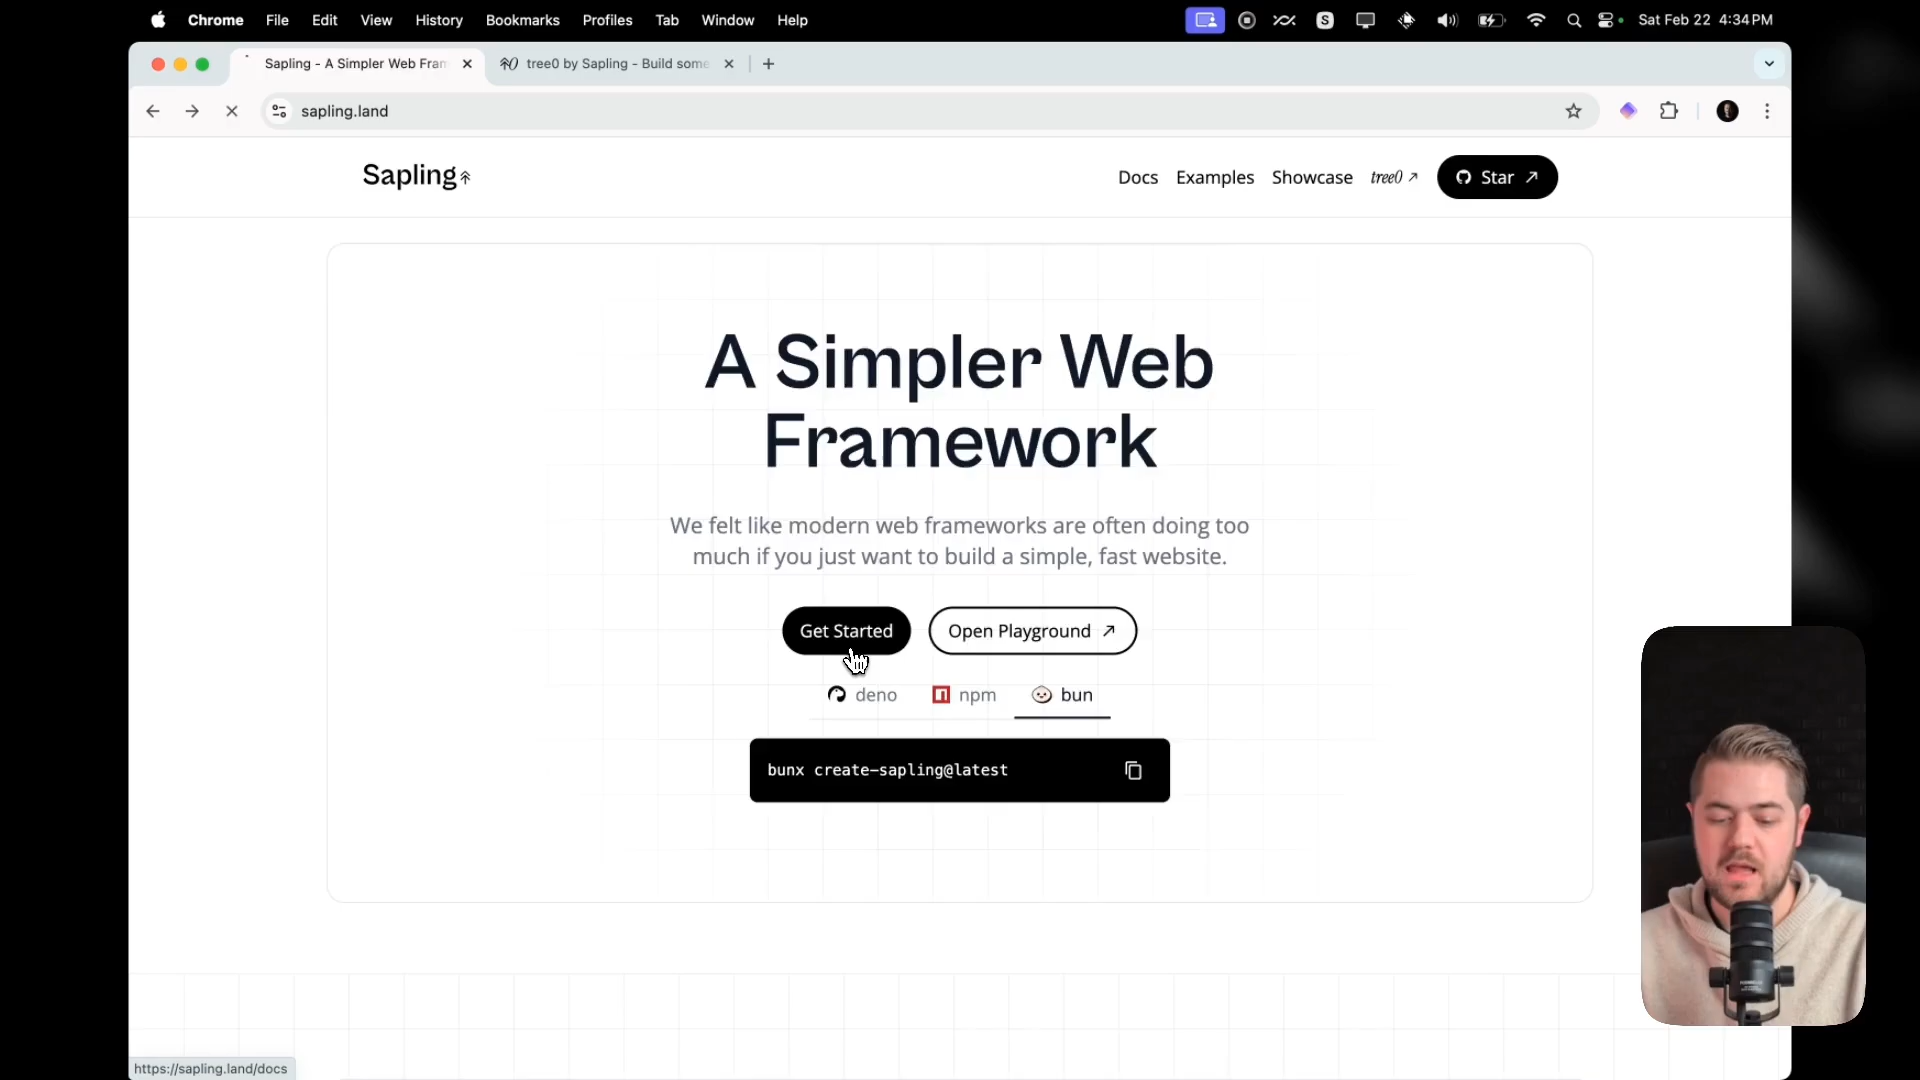 Chrome File Edit View History Bookmarks Profiles Tab Window Help
S
Sat Feb 22 4:34 PM
Sapling - A Simpler Web Fram
tree0 by Sapling - Build some
sapling.land
Sapling
Docs Examples Showcase tree0 ↗ Star ↗
A Simpler Web
Framework
We felt like modern web frameworks are often doing too
much if you just want to build a simple, fast website.
Get Started
Open Playground ↗
deno npm bun
bunx create-sapling@latest
https://sapling.land/docs